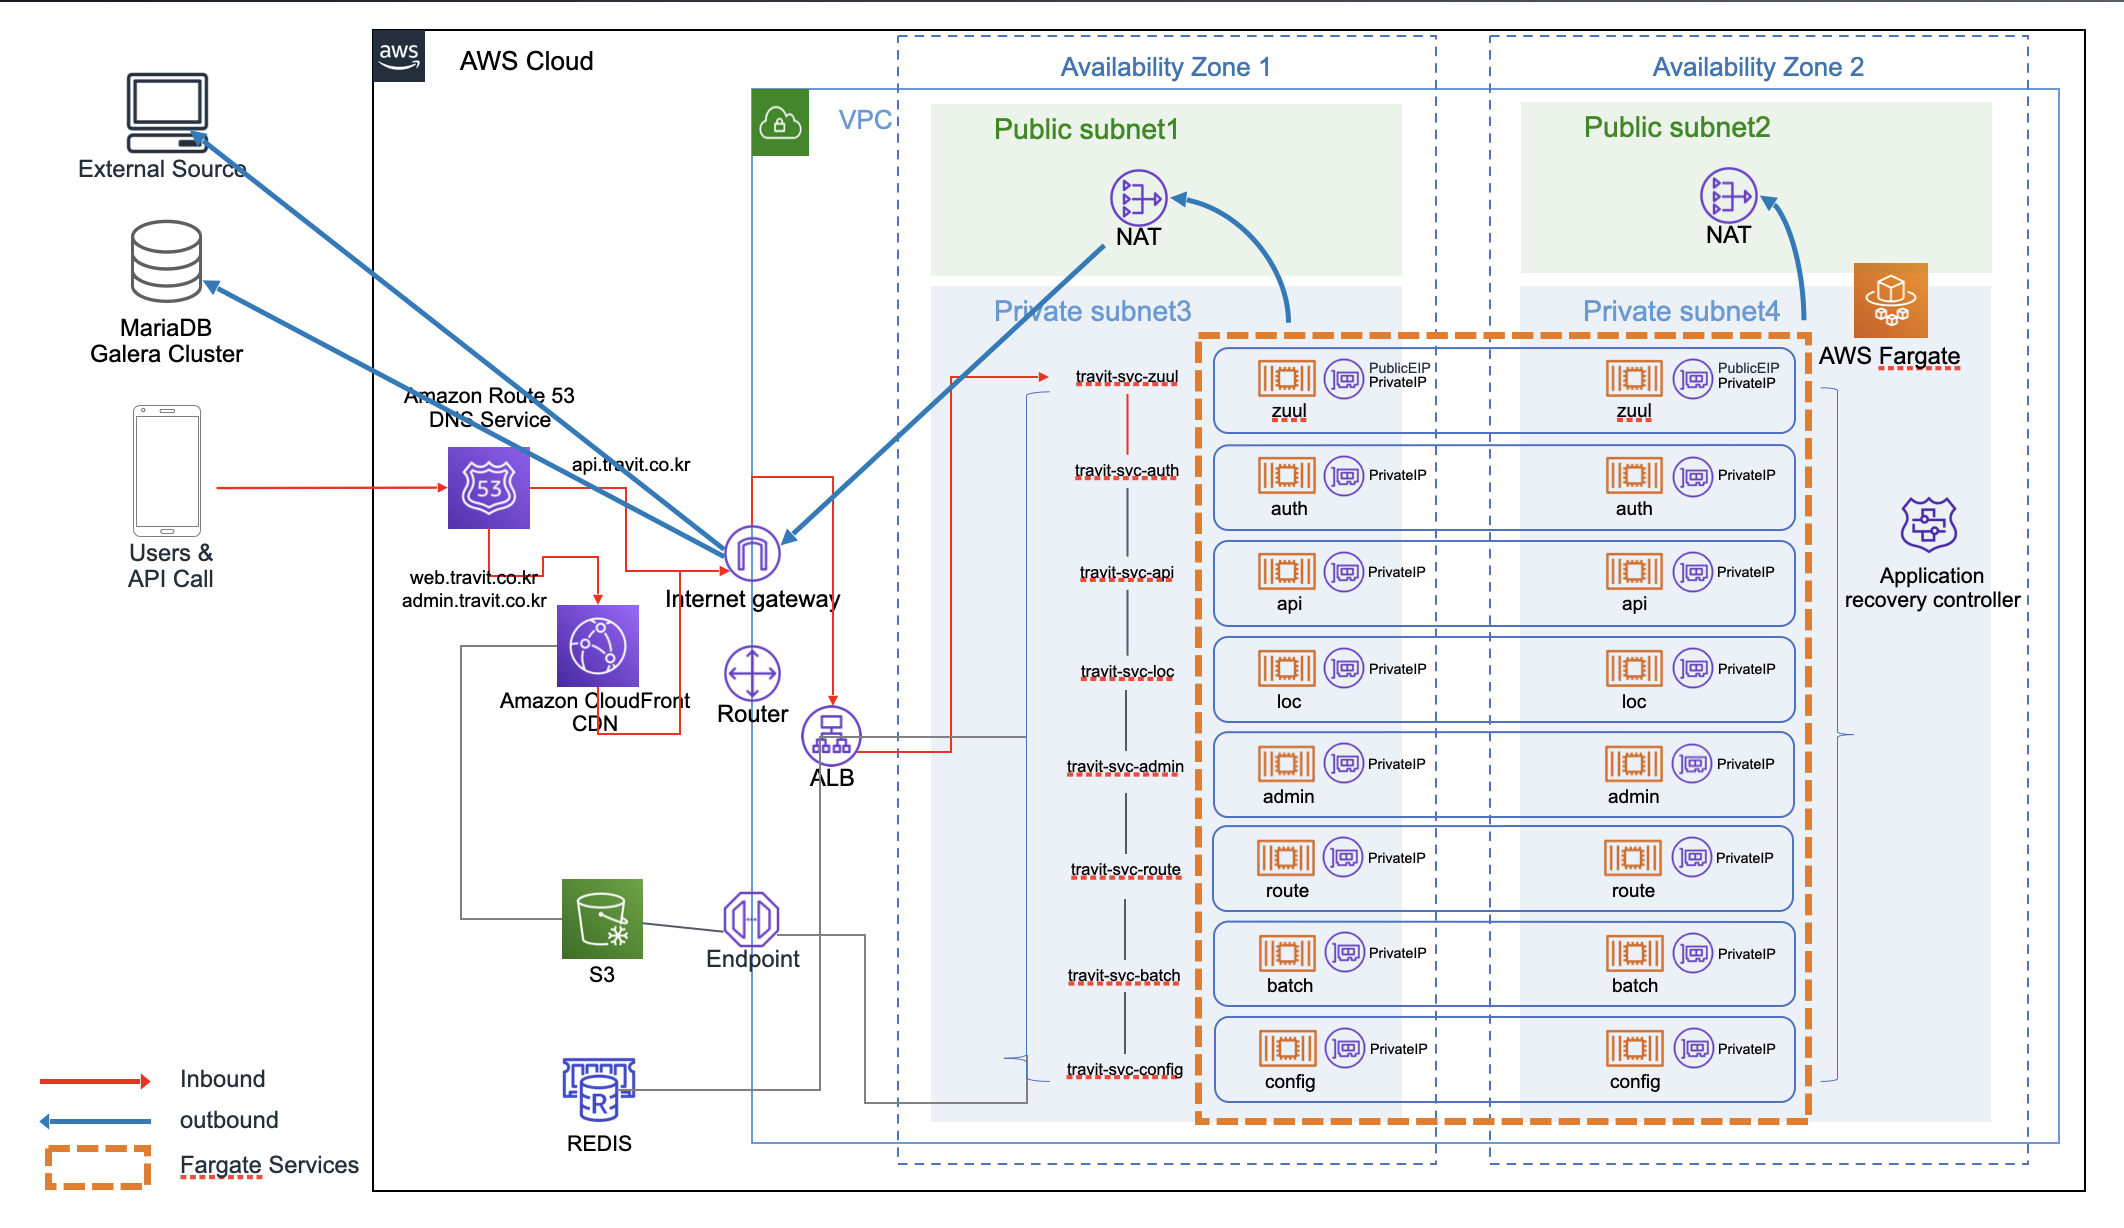 aws
AWS Cloud
Availability Zone 1
Availability Zone 2
VPC
Public subnet1
Public subnet2
NAT
NAT
External Source
MariaDB
Galera Cluster
Users &
API Call
Amazon Route 53
DNS Service
53
api.travit.co.kr
web.travit.co.kr
admin.travit.co.kr
Internet gateway
Amazon CloudFront
CDN
Router
ALB
S3
Endpoint
R
REDIS
Private subnet3
Private subnet4
AWS Fargate
travit-svc-zuul
travit-svc-auth
travit-svc-api
travit-svc-loc
travit-svc-admin
travit-svc-route
travit-svc-batch
travit-svc-config
PublicEIP
PrivateIP
zuul
PublicEIP
PrivateIP
zuul
PrivateIP
auth
PrivateIP
auth
PrivateIP
api
PrivateIP
api
PrivateIP
loc
PrivateIP
loc
PrivateIP
admin
PrivateIP
admin
PrivateIP
route
PrivateIP
route
PrivateIP
batch
PrivateIP
batch
PrivateIP
config
PrivateIP
config
Application
recovery controller
Inbound
outbound
Fargate Services